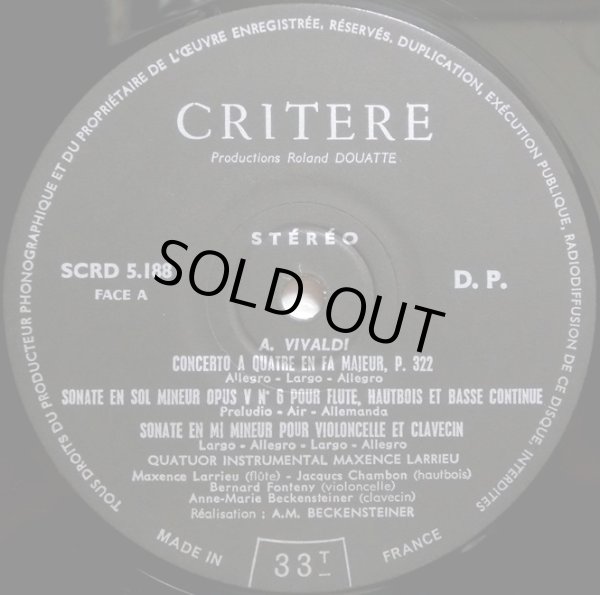 TOUS DROITS DU PRODUCTEUR PHONOGRAPHIQUE ET DU PROPRIÉTAIRE DE L'ŒUVRE ENREGISTRÉE, RÉSERVÉS. DUPLICATION, EXÉCUTION PUBLIQUE, RADIODIFFUSION DE CE DISQUE, INTERDITES
CRITERE
Productions Roland DOUATTE
STÉRÉO
SCRD 5.188
D. P.
FACE A
SOLD OUT
A. VIVALDI
CONCERTO A QUATRE EN FA MAJEUR, P. 322
Allegro - Largo - Allegro
SONATE EN SOL MINEUR OPUS V N° 6 POUR FLUTE, HAUTBOIS ET BASSE CONTINUE
Preludio - Air - Allemanda
SONATE EN MI MINEUR POUR VIOLONCELLE ET CLAVECIN
Largo - Allegro - Largo - Allegro
QUATUOR INSTRUMENTAL MAXENCE LARRIEU
Maxence Larrieu (flûte) - Jacques Chambon (hautbois)
Bernard Fonteny (violoncelle)
Anne-Marie Beckensteiner (clavecin)
Réalisation : A.M. BECKENSTEINER
MADE IN
33 T
FRANCE